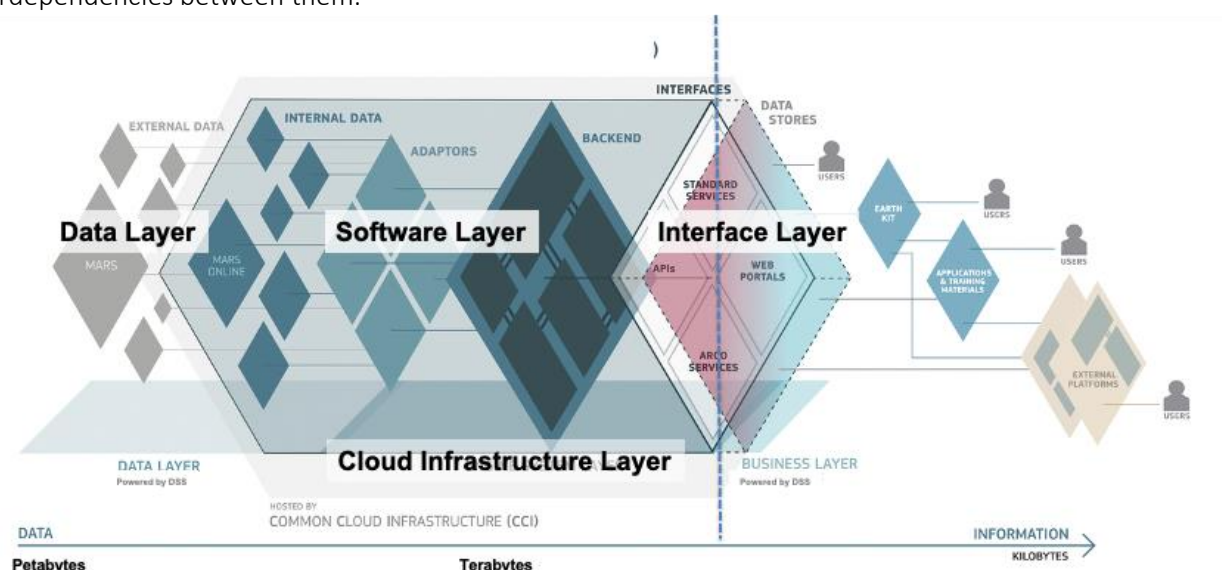 rdependencies between them.
)
INTERFACES
EXTERNAL DATA
INTERNAL DATA
ADAPTORS
BACKEND
DATA
STORES
USERS
STANDARD
SERVICES
EARTH
KIT
USERS
Data Layer
Software Layer
Interface Layer
USERS
MARS
MARS
ONLINE
APIs
WEB
PORTALS
APPLICATIONS
& TRAINING
MATERIALS
ARCO
SERVICES
EXTERNAL
PLATFORMS
USERS
DATA LAYER
Powered by DSS
Cloud Infrastructure Layer
BUSINESS LAYER
Powered by DSS
HOSTED BY
COMMON CLOUD INFRASTRUCTURE (CCI)
DATA
INFORMATION
KILOBYTES
Petabytes
Terabytes